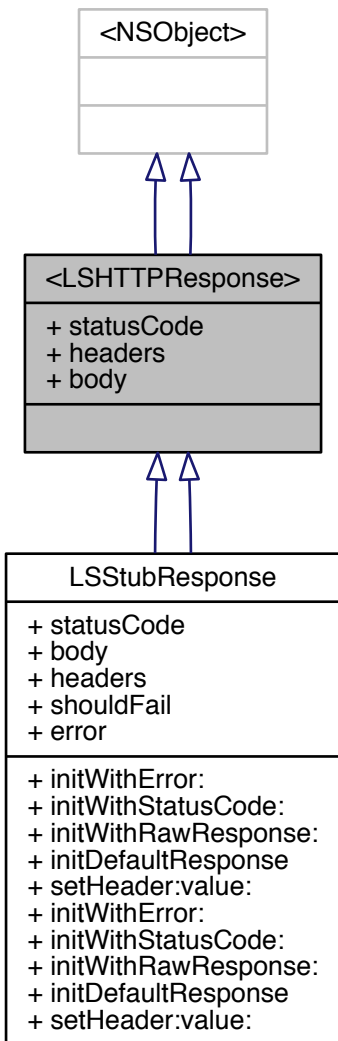 <NSObject>
<LSHTTPResponse>
+ statusCode
+ headers
+ body
LSStubResponse
+ statusCode
+ body
+ headers
+ shouldFail
+ error
+ initWithError:
+ initWithStatusCode:
+ initWithRawResponse:
+ initDefaultResponse
+ setHeader:value:
+ initWithError:
+ initWithStatusCode:
+ initWithRawResponse:
+ initDefaultResponse
+ setHeader:value: